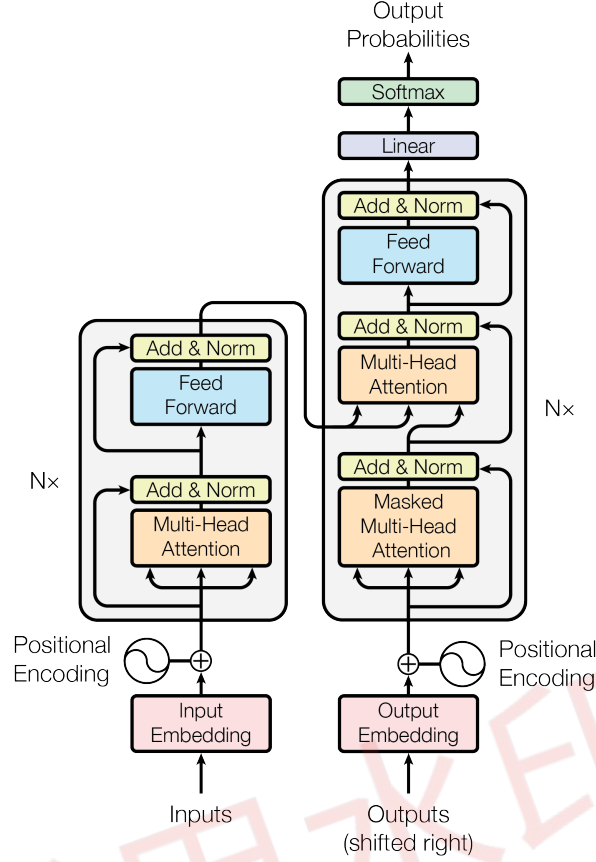 Output
Probabilities
Softmax
Linear
Add & Norm
Feed
Forward
Add & Norm
Multi-Head
Attention
Add & Norm
Masked
Multi-Head
Attention
Nx
Add & Norm
Feed
Forward
Add & Norm
Multi-Head
Attention
N×
Positional
Encoding
Positional
Encoding
Input
Embedding
Output
Embedding
Inputs
Outputs
(shifted right)
水印